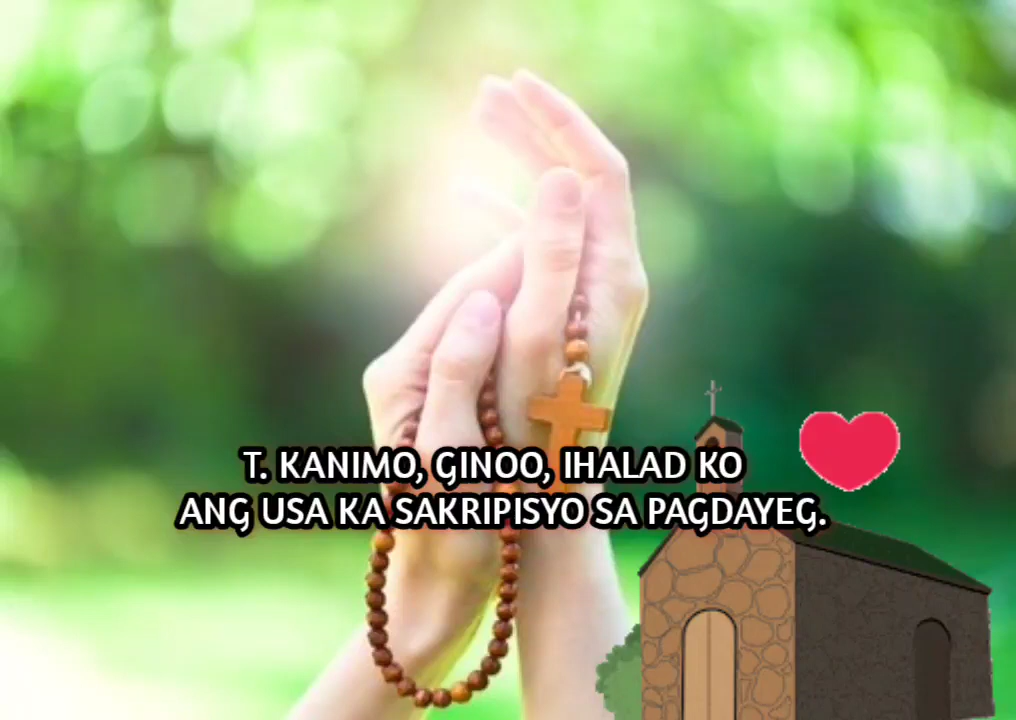 T. KANIMO, GINOO, IHALAD KO
ANG USA KA SAKRIPISYO SA PAGDAYEG.